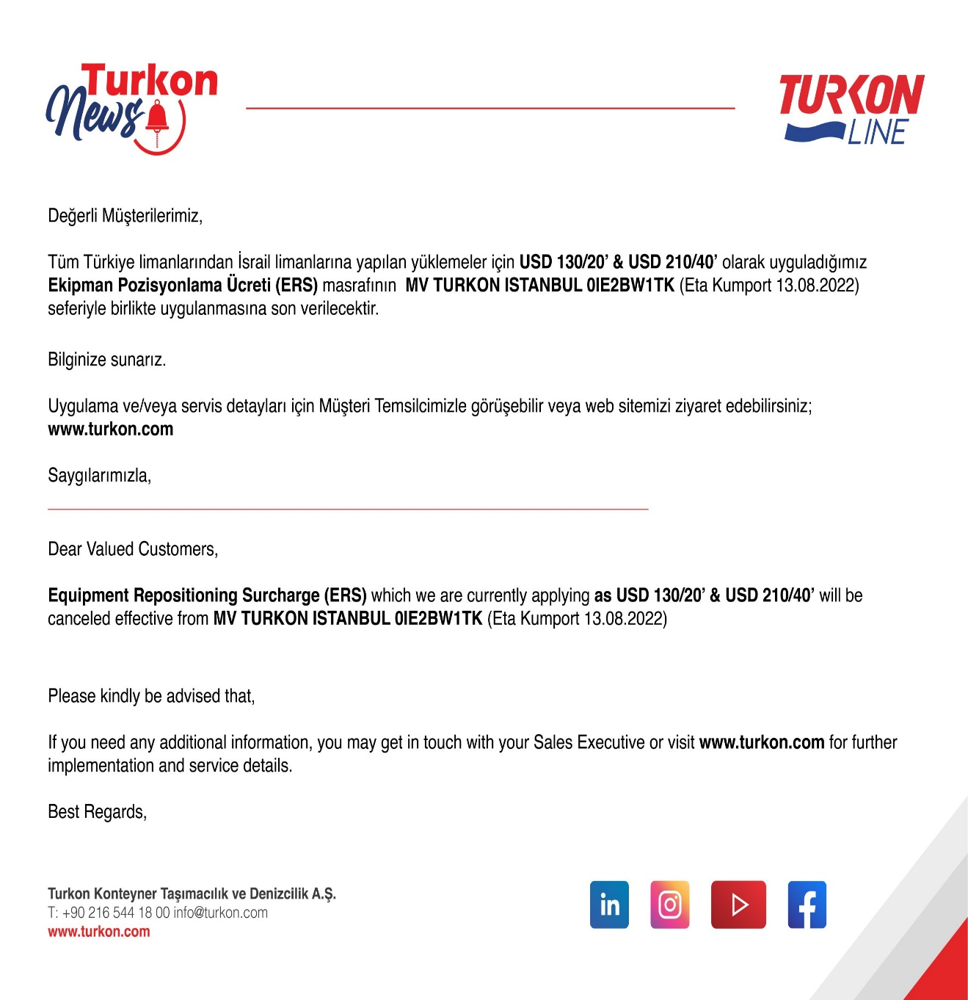 Turkon
News
TURKON
LINE
Değerli Müşterilerimiz,
Tüm Türkiye limanlarından İsrail limanlarına yapılan yüklemeler için USD 130/20’ & USD 210/40’ olarak uyguladığımız
Ekipman Pozisyonlama Ücreti (ERS) masrafının MV TURKON ISTANBUL 0IE2BW1TK (Eta Kumport 13.08.2022)
seferiyle birlikte uygulanmasına son verilecektir.
Bilginize sunarız.
Uygulama ve/veya servis detayları için Müşteri Temsilcimizle görüşebilir veya web sitemizi ziyaret edebilirsiniz;
www.turkon.com
Saygılarımızla,
Dear Valued Customers,
Equipment Repositioning Surcharge (ERS) which we are currently applying as USD 130/20’ & USD 210/40’ will be
canceled effective from MV TURKON ISTANBUL 0IE2BW1TK (Eta Kumport 13.08.2022)
Please kindly be advised that,
If you need any additional information, you may get in touch with your Sales Executive or visit www.turkon.com for further
implementation and service details.
Best Regards,
Turkon Konteyner Taşımacılık ve Denizcilik A.Ş.
T: +90 216 544 18 00 info@turkon.com
www.turkon.com
in
f